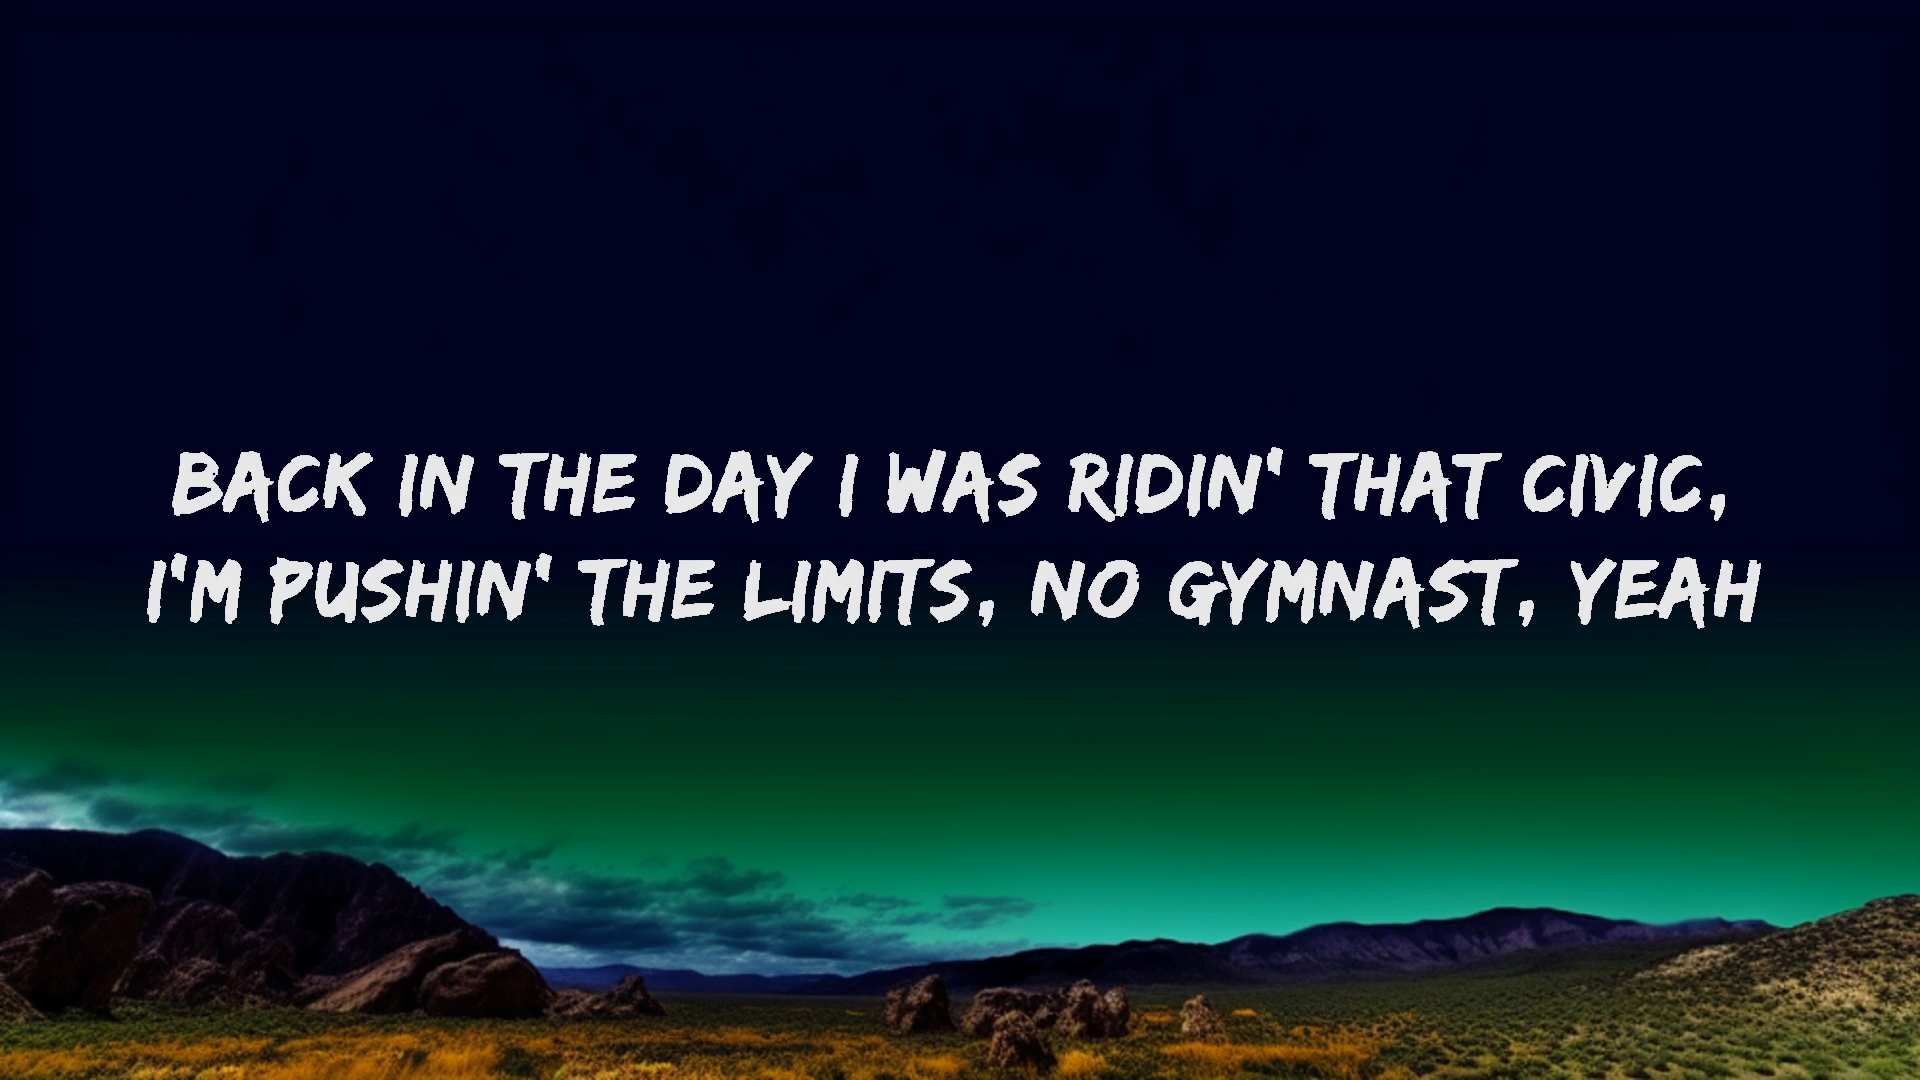 BACK IN THE DAY I WAS RIDIN' THAT CIVIC,
I'M PUSHIN' THE LIMITS, NO GYMNAST, YEAH